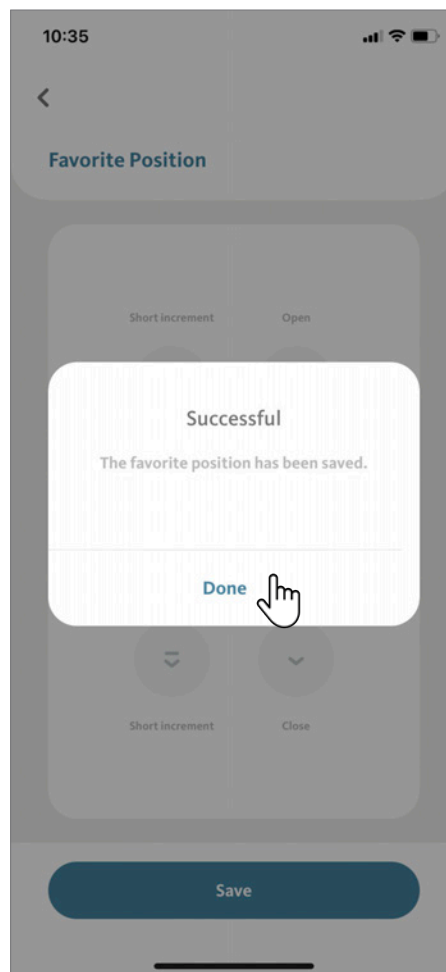 10:35
Favorite Position
Short increment Open
Successful
The favorite position has been saved.
Done
Short increment Close
Save